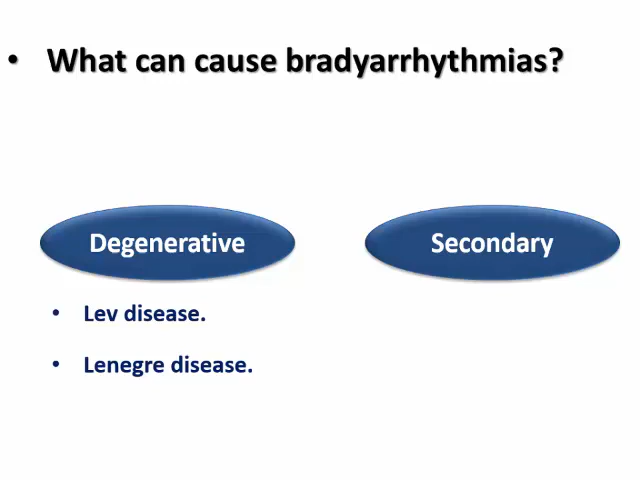 • What can cause bradyarrhythmias?
Degenerative
Secondary
• Lev disease.
• Lenegre disease.